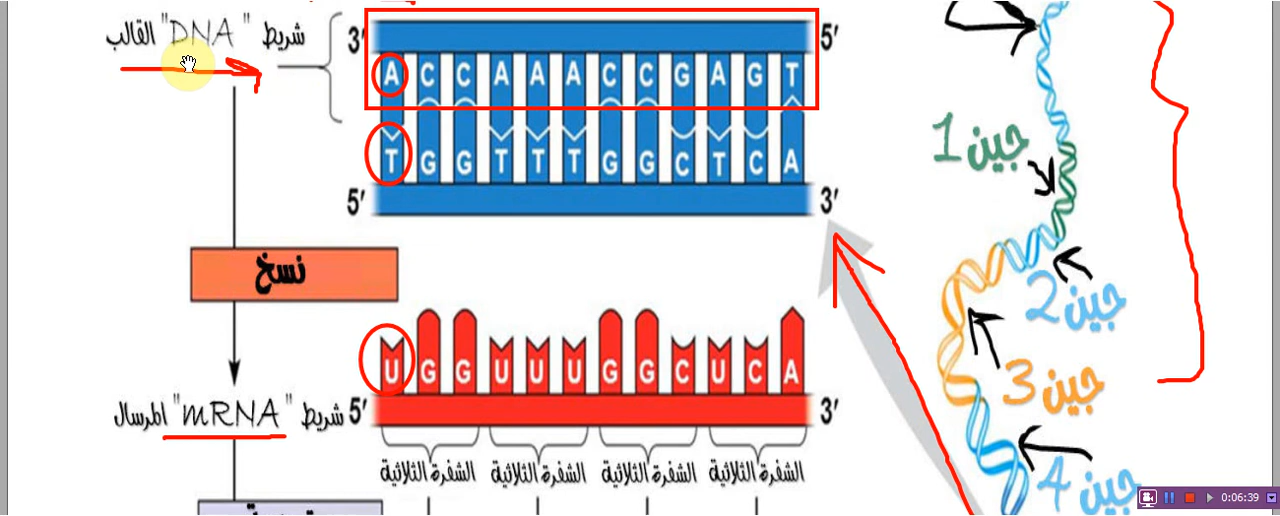 شريط "DNA" القالب
3′ 5′
A C C A A A C C G A G T
T G G T T T G G C T C A
5′ 3′
نسخ
U G G U U U G G C U C A
شريط "mRNA" المرسال
5′ 3′
الشفرة الثلاثية الشفرة الثلاثية الشفرة الثلاثية الشفرة الثلاثية
جين 1
جين 2
جين 3
جين 4
0:06:39